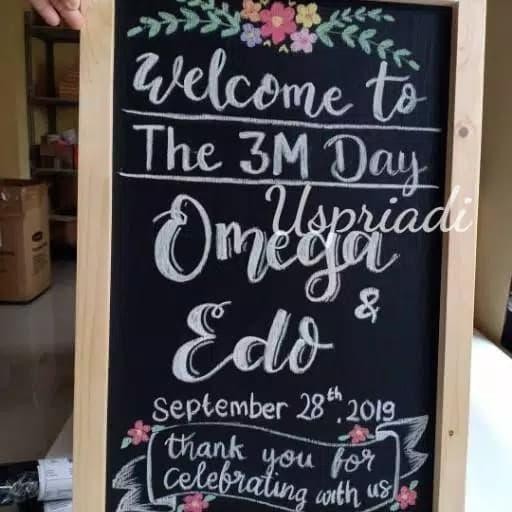 Welcome to
The 3M Day
Uspriadi
Omega
&
Edo
September 28th, 2019
thank you for
celebrating with us